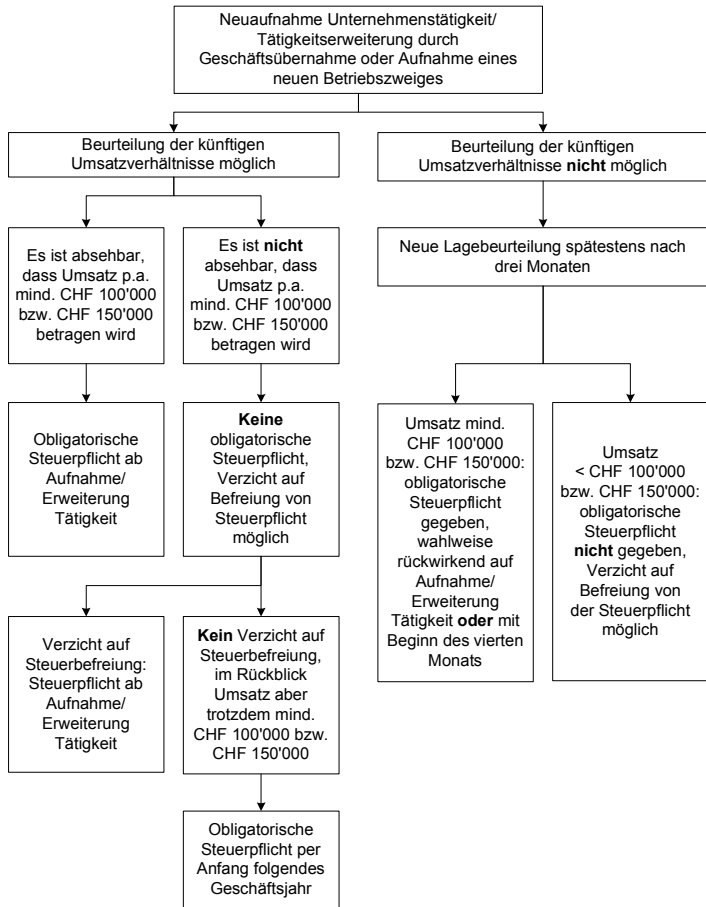 Neuaufnahme Unternehmenstätigkeit/
Tätigkeitserweiterung durch
Geschäftsübernahme oder Aufnahme eines
neuen Betriebszweiges
Beurteilung der künftigen
Umsatzverhältnisse möglich
Beurteilung der künftigen
Umsatzverhältnisse nicht möglich
Es ist absehbar,
dass Umsatz p.a.
mind. CHF 100'000
bzw. CHF 150'000
betragen wird
Es ist nicht
absehbar, dass
Umsatz p.a.
mind. CHF 100'000
bzw. CHF 150'000
betragen wird
Neue Lagebeurteilung spätestens nach
drei Monaten
Obligatorische
Steuerpflicht ab
Aufnahme/
Erweiterung
Tätigkeit
Keine
obligatorische
Steuerpflicht,
Verzicht auf
Befreiung von
Steuerpflicht
möglich
Umsatz mind.
CHF 100'000
bzw. CHF 150'000:
obligatorische
Steuerpflicht
gegeben,
wahlweise
rückwirkend auf
Aufnahme/
Erweiterung
Tätigkeit oder mit
Beginn des vierten
Monats
Umsatz
< CHF 100'000
bzw. CHF 150'000:
obligatorische
Steuerpflicht
nicht gegeben,
Verzicht auf
Befreiung von
der Steuerpflicht
möglich
Verzicht auf
Steuerbefreiung:
Steuerpflicht ab
Aufnahme/
Erweiterung
Tätigkeit
Kein Verzicht auf
Steuerbefreiung,
im Rückblick
Umsatz aber
trotzdem mind.
CHF 100'000 bzw.
CHF 150'000
Obligatorische
Steuerpflicht per
Anfang folgendes
Geschäftsjahr